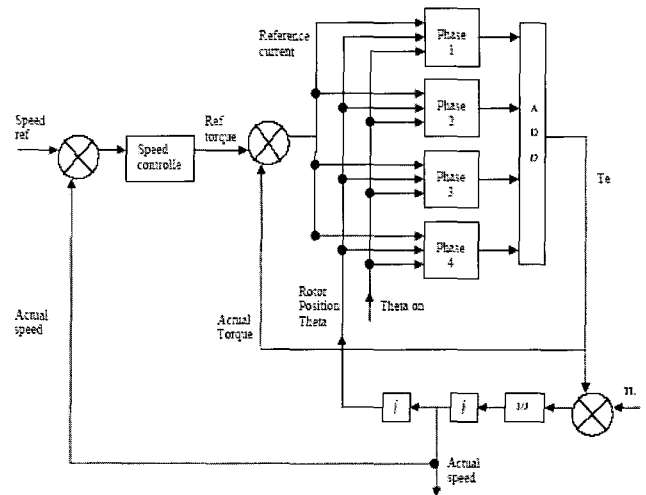 Reference
current
Phase
1
Speed
ref
Ref
torque
Speed
controlle
Phase
2
A
D
D
Phase
3
Te
Phase
4
Actual
speed
Actual
Torque
Rotor
Position
Theta
Theta on
TL
∫
∫
1/J
Actual
speed